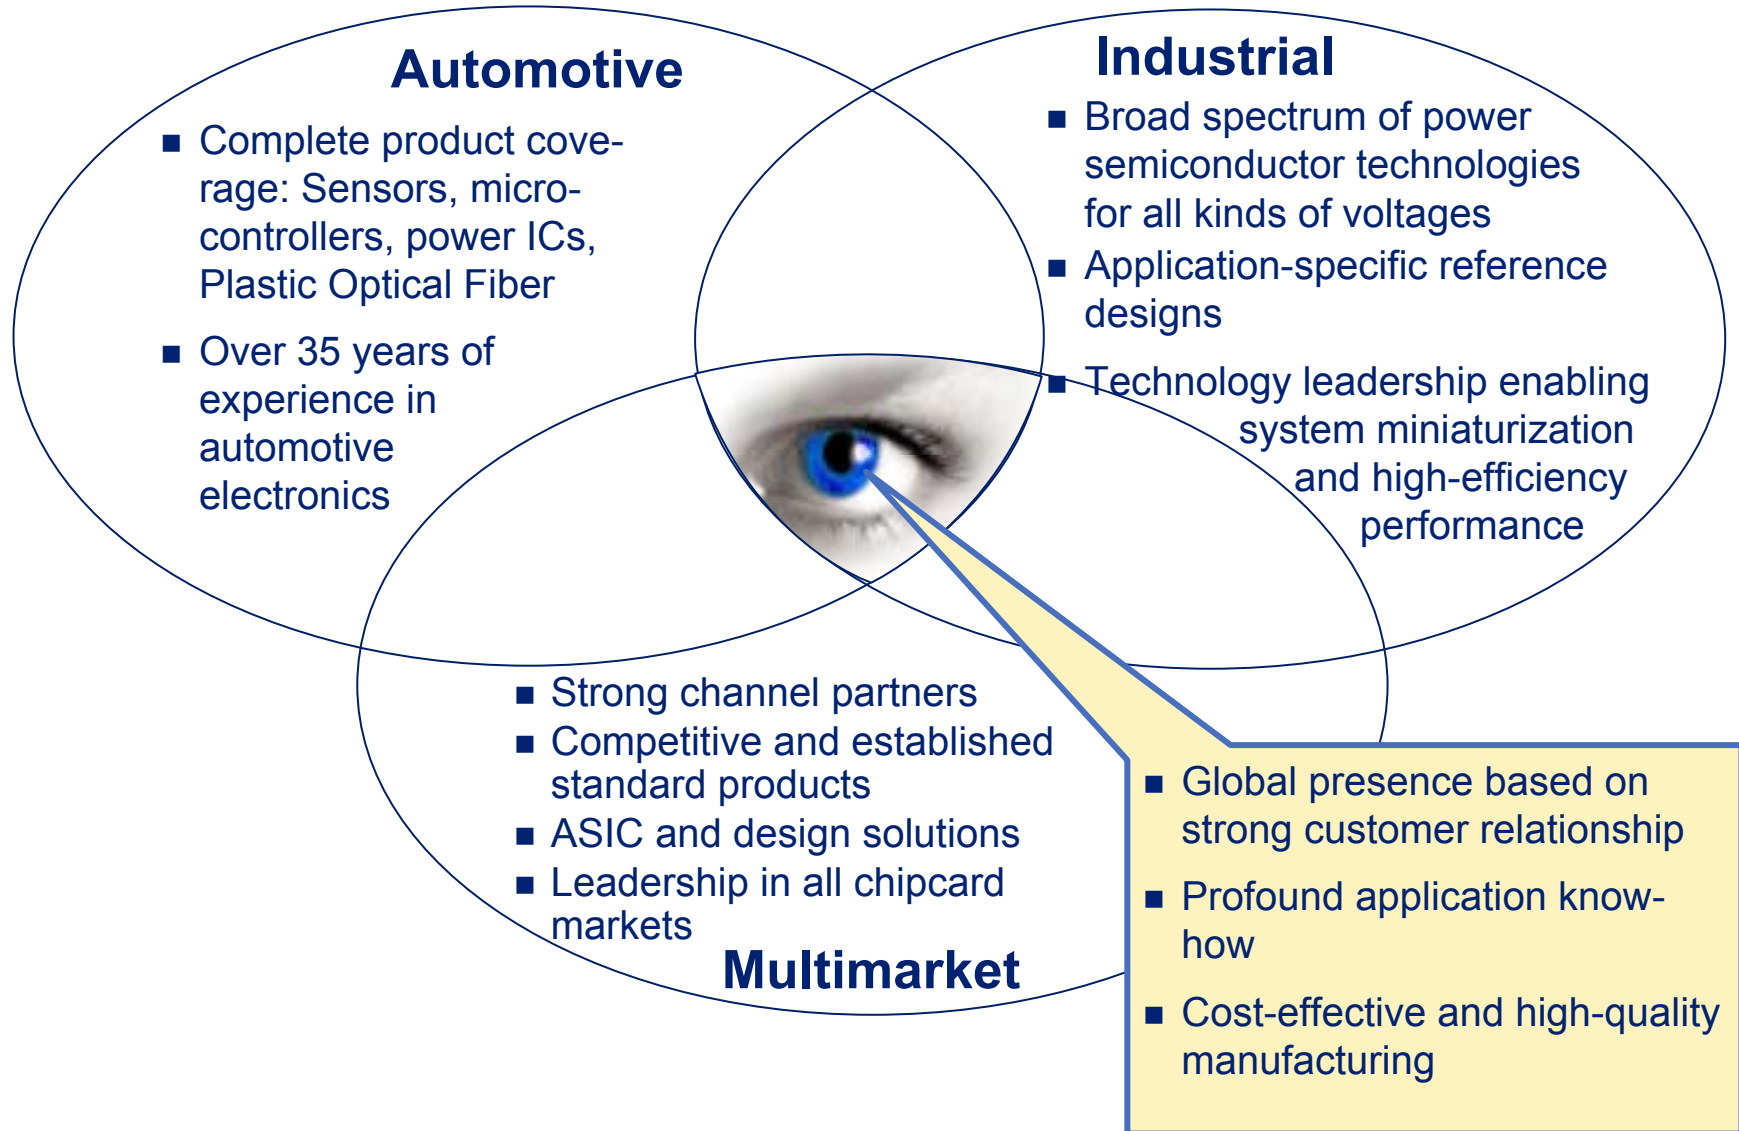 Automotive
■ Complete product cove-
rage: Sensors, micro-
controllers, power ICs,
Plastic Optical Fiber
■ Over 35 years of
experience in
automotive
electronics
Industrial
■ Broad spectrum of power
semiconductor technologies
for all kinds of voltages
■ Application-specific reference
designs
■ Technology leadership enabling
system miniaturization
and high-efficiency
performance
■ Strong channel partners
■ Competitive and established
standard products
■ ASIC and design solutions
■ Leadership in all chipcard
markets
Multimarket
■ Global presence based on
strong customer relationship
■ Profound application know-
how
■ Cost-effective and high-quality
manufacturing